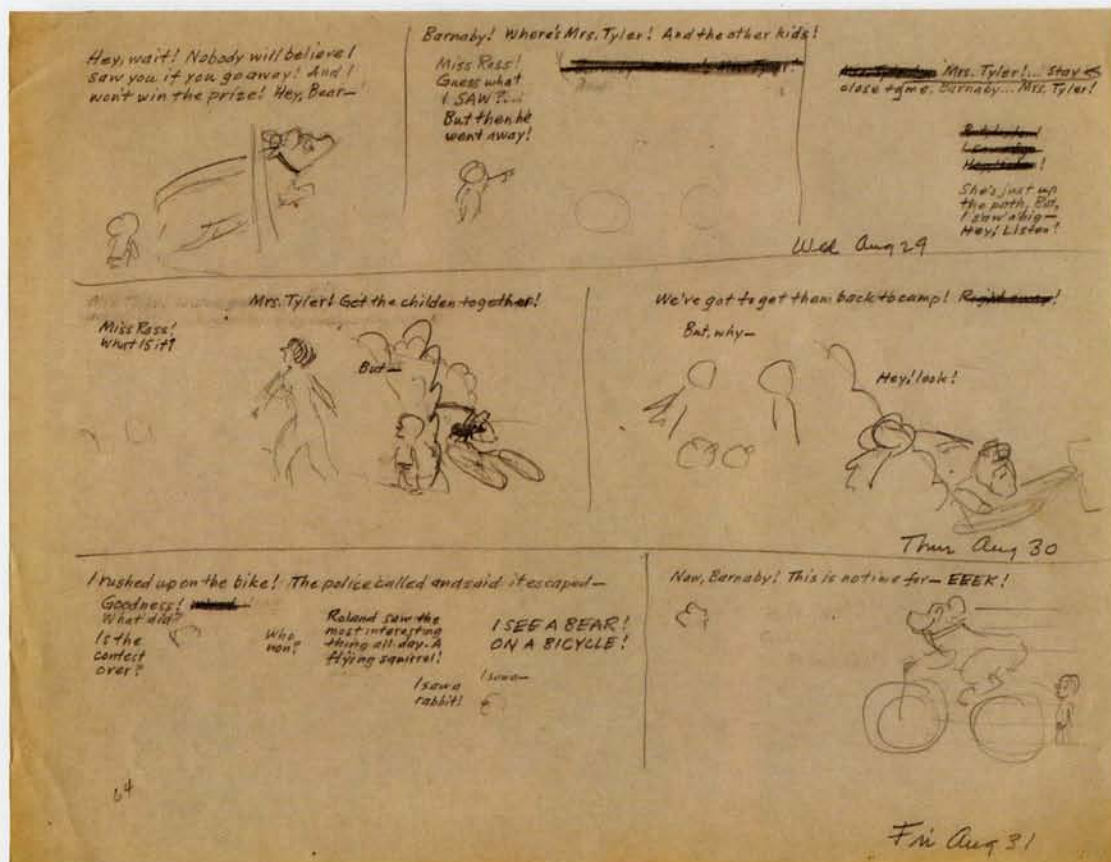 Hey, wait! Nobody will believe I
saw you if you go away! And I
won't win the prize! Hey, Bear—
Barnaby! Where's Mrs. Tyler! And the other kids!
Miss Ross!
Guess what
I SAW?...
But then he
went away!
Mrs. Tyler!... Stay
close to me, Barnaby... Mrs. Tyler!
She's just up
the path, But,
I saw a big—
Hey! Listen!
Wed Aug 29
Mrs. Tyler! Get the childen together!
Miss Ross!
What IS it?
But—
We've got to get them back to camp!
But, why—
Hey! look!
Thur Aug 30
I rushed up on the bike! The police called and said it escaped—
Goodness!
What did?
Is the
contest
over?
Who
won?
Roland saw the
most interesting
thing all day. A
flying squirrel!
I saw a
rabbit!
I saw—
I SEE A BEAR!
ON A BICYCLE!
Now, Barnaby! This is no time for— EEEK!
64
Fri Aug 31